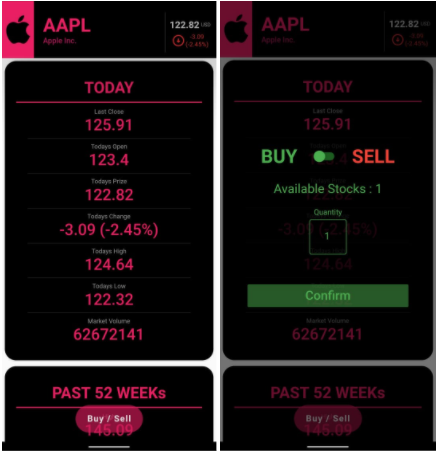 AAPL
Apple Inc.
122.82 USD
-3.09
(-2.45%)
TODAY
Last Close
125.91
Todays Open
123.4
Todays Prize
122.82
Todays Change
-3.09 (-2.45%)
Todays High
124.64
Todays Low
122.32
Market Volume
62672141
PAST 52 WEEKs
Buy / Sell
145.09
AAPL
Apple Inc.
122.82 USD
-3.09
(-2.45%)
TODAY
Last Close
125.91
BUY SELL
Available Stocks : 1
Quantity
1
-3.09 (-2.45%)
124.64
Confirm
Market Volume
62672141
PAST 52 WEEKs
Buy / Sell
145.09